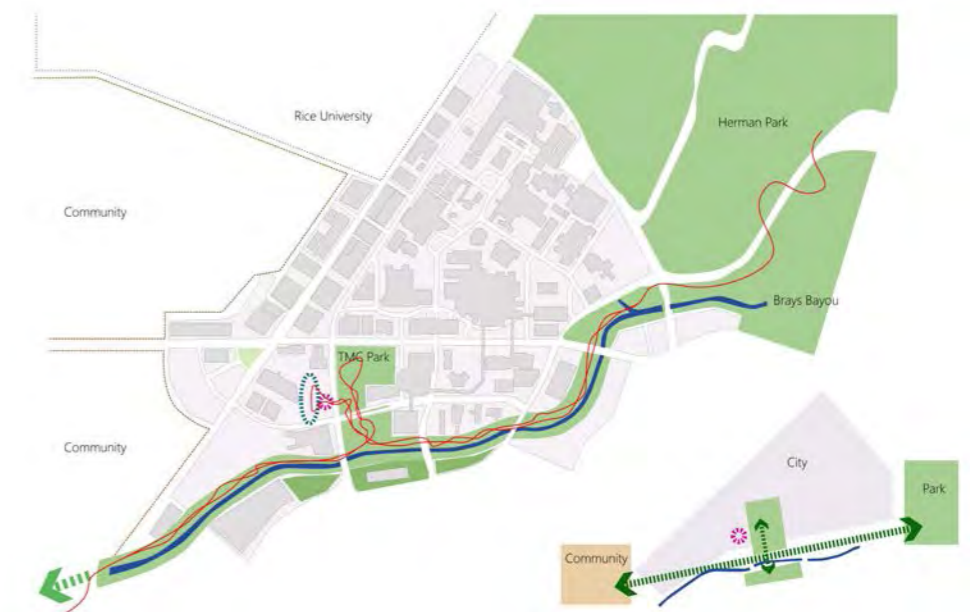 Rice University
Herman Park
Community
Brays Bayou
TMC Park
Community
City
Park
Community